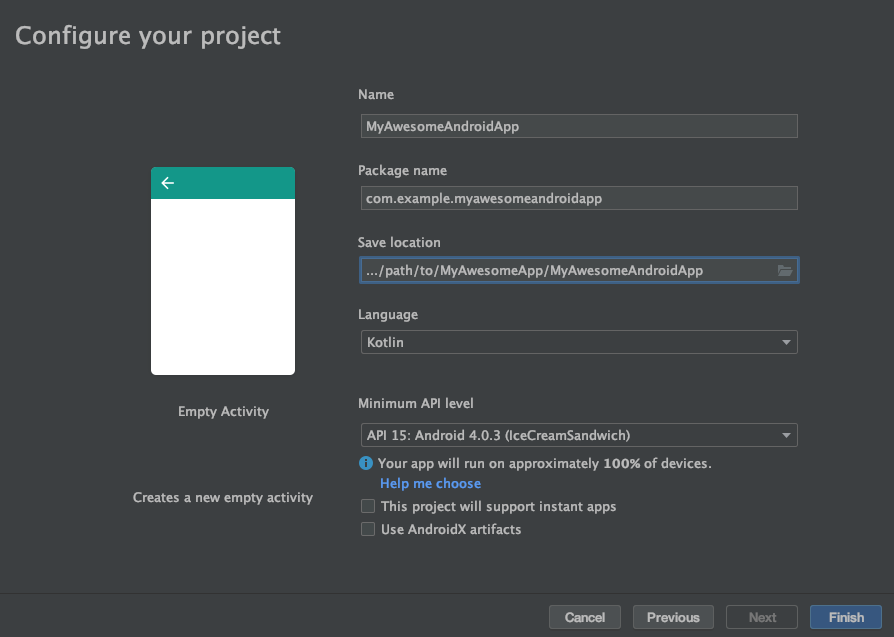 Configure your project
Name
MyAwesomeAndroidApp
Package name
com.example.myawesomeandroidapp
Save location
.../path/to/MyAwesomeApp/MyAwesomeAndroidApp
Language
Kotlin
Empty Activity
Minimum API level
API 15: Android 4.0.3 (IceCreamSandwich)
Your app will run on approximately 100% of devices.
Help me choose
Creates a new empty activity
This project will support instant apps
Use AndroidX artifacts
Cancel
Previous
Next
Finish